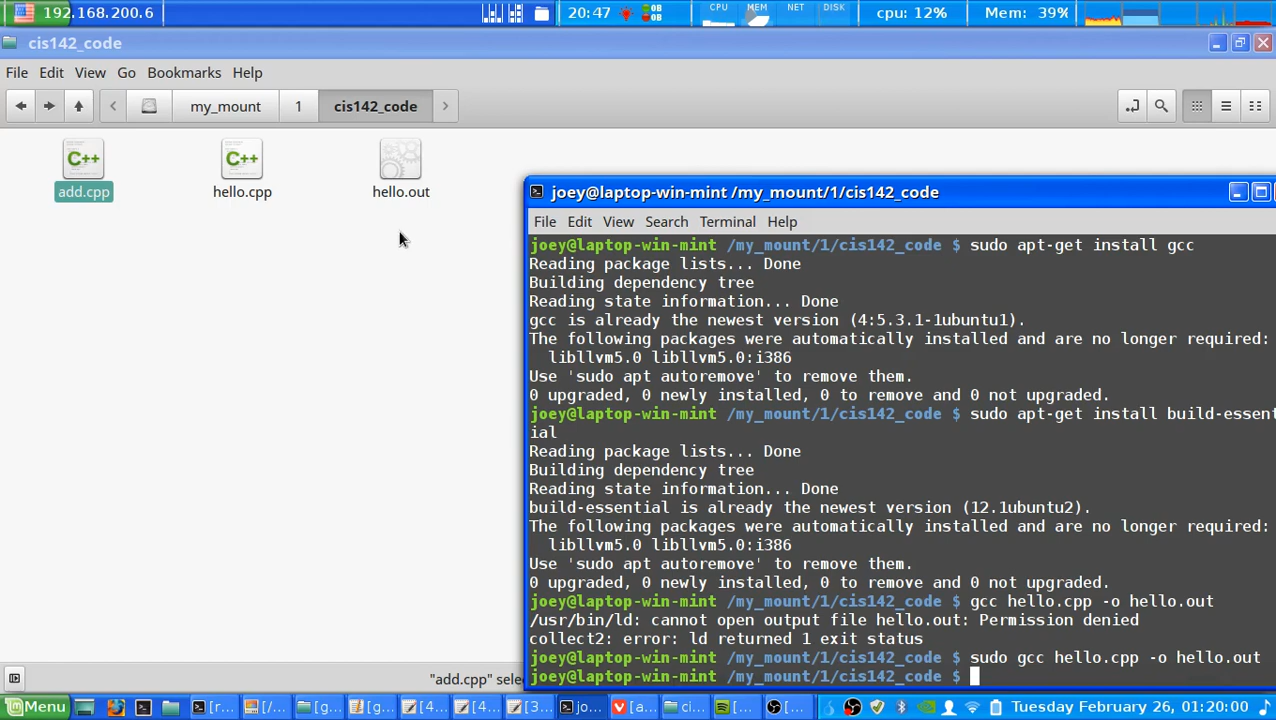 192.168.200.6
20:47
0B
0B
CPU
MEM
NET
DISK
cpu: 12%
Mem: 39%
cis142_code
File Edit View Go Bookmarks Help
my_mount 1 cis142_code
C++ C++
add.cpp hello.cpp hello.out
joey@laptop-win-mint /my_mount/1/cis142_code
File Edit View Search Terminal Help
joey@laptop-win-mint /my_mount/1/cis142_code $ sudo apt-get install gcc
Reading package lists... Done
Building dependency tree
Reading state information... Done
gcc is already the newest version (4:5.3.1-1ubuntu1).
The following packages were automatically installed and are no longer required:
libllvm5.0 libllvm5.0:i386
Use 'sudo apt autoremove' to remove them.
0 upgraded, 0 newly installed, 0 to remove and 0 not upgraded.
joey@laptop-win-mint /my_mount/1/cis142_code $ sudo apt-get install build-essent
ial
Reading package lists... Done
Building dependency tree
Reading state information... Done
build-essential is already the newest version (12.1ubuntu2).
The following packages were automatically installed and are no longer required:
libllvm5.0 libllvm5.0:i386
Use 'sudo apt autoremove' to remove them.
0 upgraded, 0 newly installed, 0 to remove and 0 not upgraded.
joey@laptop-win-mint /my_mount/1/cis142_code $ gcc hello.cpp -o hello.out
/usr/bin/ld: cannot open output file hello.out: Permission denied
collect2: error: ld returned 1 exit status
joey@laptop-win-mint /my_mount/1/cis142_code $ sudo gcc hello.cpp -o hello.out
joey@laptop-win-mint /my_mount/1/cis142_code $
"add.cpp" selec
Menu [r... [/... [g... [g... [4... [4... [3... jo... [a... ci... [... [... Tuesday February 26, 01:20:00